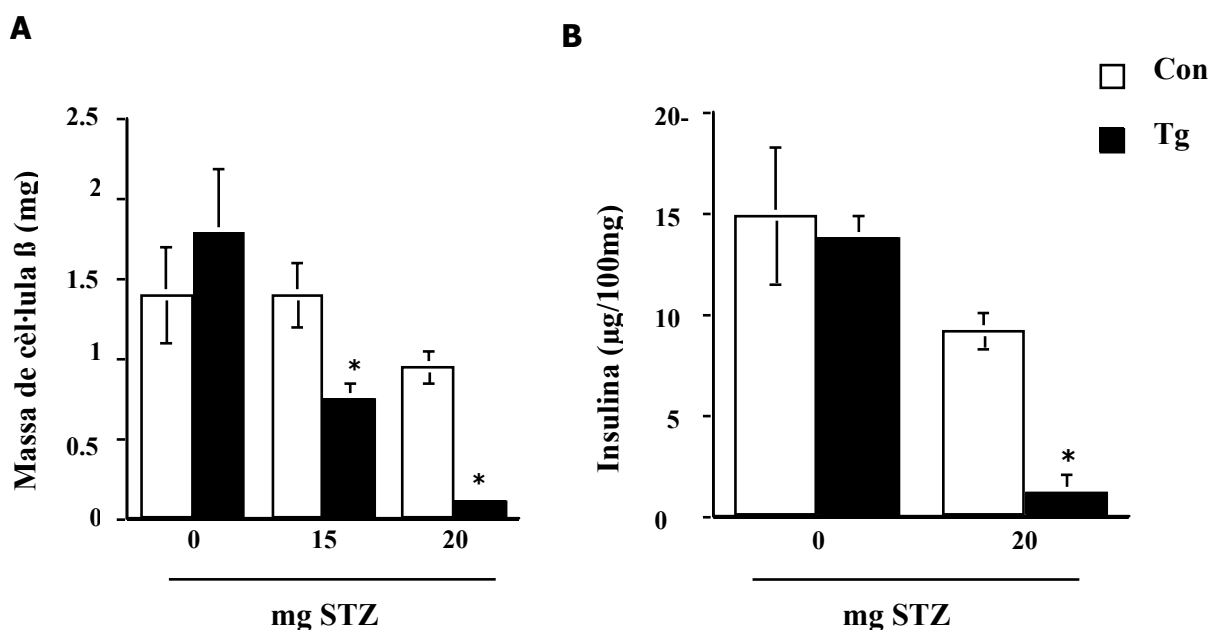 A
Massa de cèl·lula ß (mg)
2.5
2
1.5
1
0.5
0
*
*
0 15 20
mg STZ
B
Insulina (µg/100mg)
20-
15
10
5
0
*
0 20
mg STZ
Con
Tg